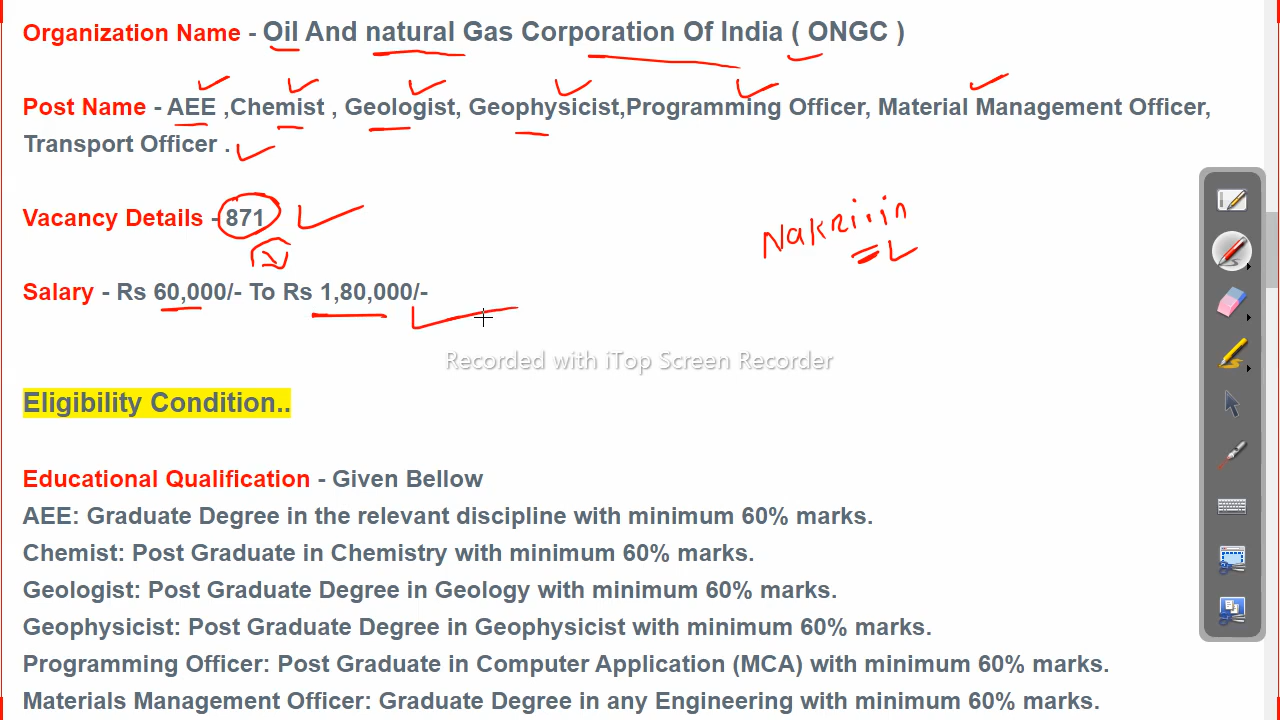 Organization Name - Oil And natural Gas Corporation Of India ( ONGC )
Post Name - AEE ,Chemist , Geologist, Geophysicist,Programming Officer, Material Management Officer,
Transport Officer .
Vacancy Details - 871
Salary - Rs 60,000/- To Rs 1,80,000/-
Recorded with iTop Screen Recorder
Eligibility Condition..
Educational Qualification - Given Bellow
AEE: Graduate Degree in the relevant discipline with minimum 60% marks.
Chemist: Post Graduate in Chemistry with minimum 60% marks.
Geologist: Post Graduate Degree in Geology with minimum 60% marks.
Geophysicist: Post Graduate Degree in Geophysicist with minimum 60% marks.
Programming Officer: Post Graduate in Computer Application (MCA) with minimum 60% marks.
Materials Management Officer: Graduate Degree in any Engineering with minimum 60% marks.